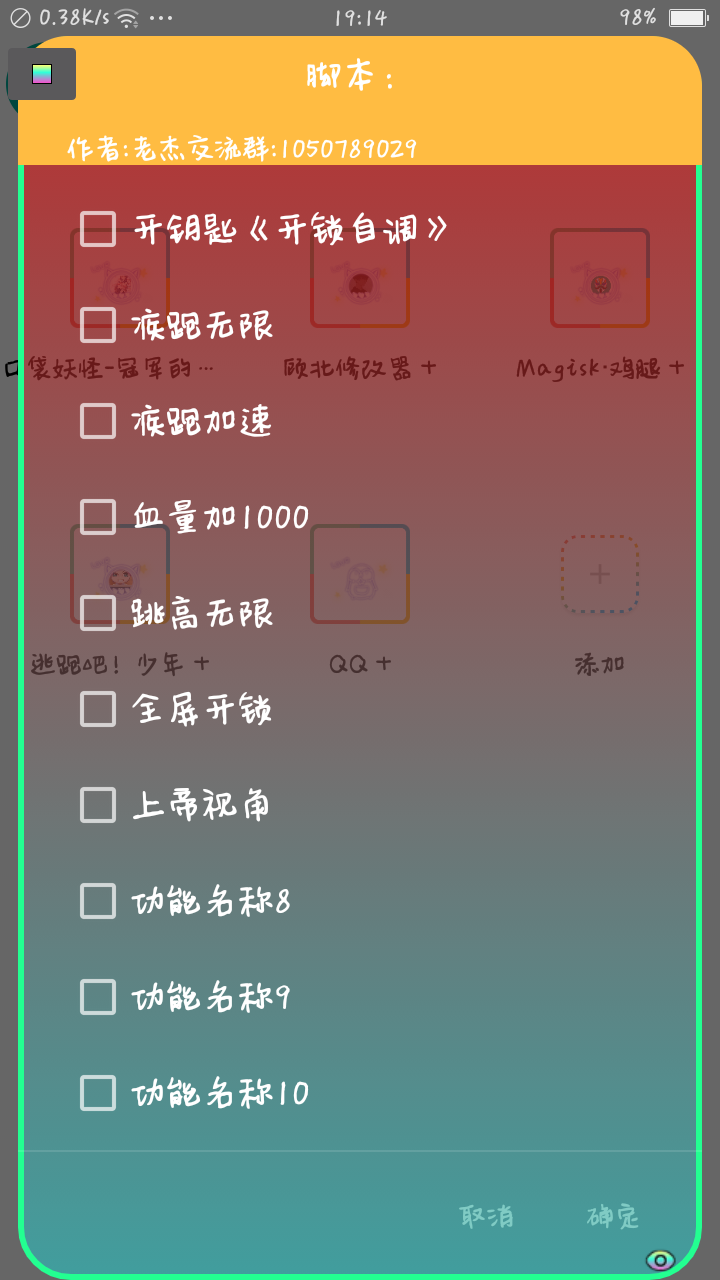 0.38K/s ··· 19:14 98%
脚本：
作者:老杰交流群:1050789029
开钥匙《开锁自调》
疾跑无限
口袋妖怪-冠军的… 顾北修改器 + Magisk·鸡腿 +
疾跑加速
血量加1000
跳高无限
逃跑吧！少年 + QQ + 添加
全屏开锁
上帝视角
功能名称8
功能名称9
功能名称10
取消 确定